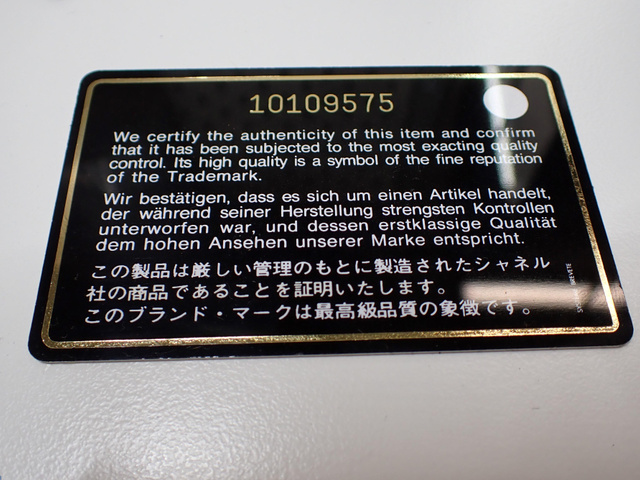 10109575
We certify the authenticity of this item and confirm
that it has been subjected to the most exacting quality
control. Its high quality is a symbol of the fine reputation
of the Trademark.
Wir bestätigen, dass es sich um einen Artikel handelt,
der während seiner Herstellung strengsten Kontrollen
unterworfen war, und dessen erstklassige Qualität
dem hohen Ansehen unserer Marke entspricht.
この製品は厳しい管理のもとに製造されたシャネル
社の商品であることを証明いたします。
このブランド・マークは最高級品質の象徴です。